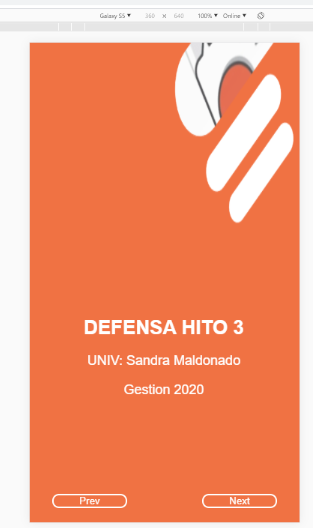 Galaxy S5 ▼ 360 × 640 100% ▼ Online ▼
DEFENSA HITO 3
UNIV: Sandra Maldonado
Gestion 2020
Prev Next